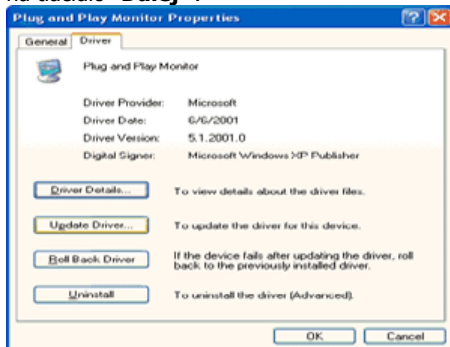 Plug and Play Monitor Properties
General Driver
Plug and Play Monitor
Driver Provider: Microsoft
Driver Date: 6/6/2001
Driver Version: 5.1.2001.0
Digital Signer: Microsoft Windows XP Publisher
Driver Details... To view details about the driver files.
Update Driver... To update the driver for this device.
Roll Back Driver If the device fails after updating the driver, roll
back to the previously installed driver.
Uninstall To uninstall the driver (Advanced).
OK Cancel